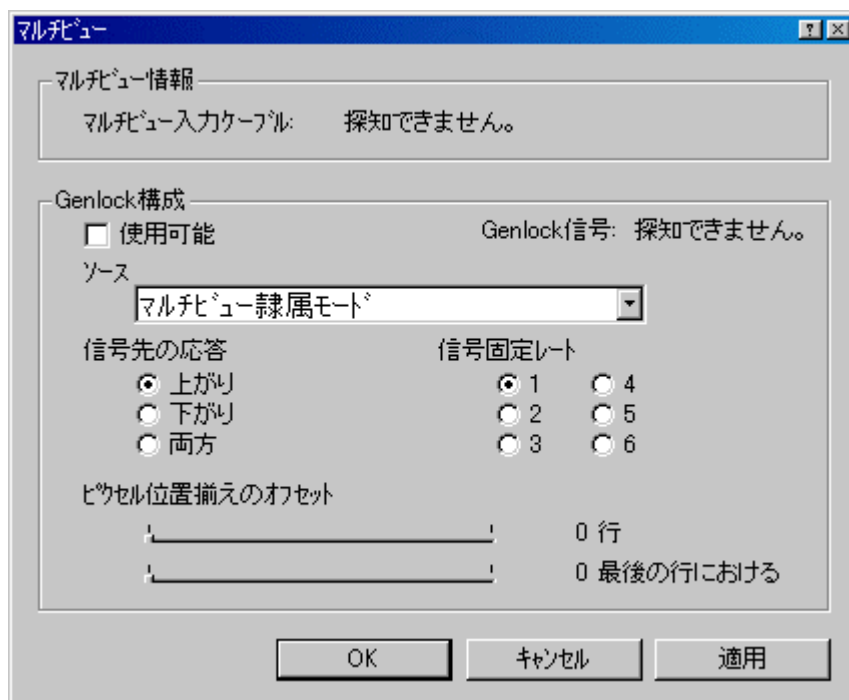 マルチビュー
マルチビュー情報
マルチビュー入力ケーブル: 探知できません。
Genlock構成
使用可能 Genlock信号: 探知できません。
ソース
マルチビュー隷属モード
信号先の応答 信号固定レート
上がり 1 4
下がり 2 5
両方 3 6
ピクセル位置揃えのオフセット
0 行
0 最後の行における
OK キャンセル 適用